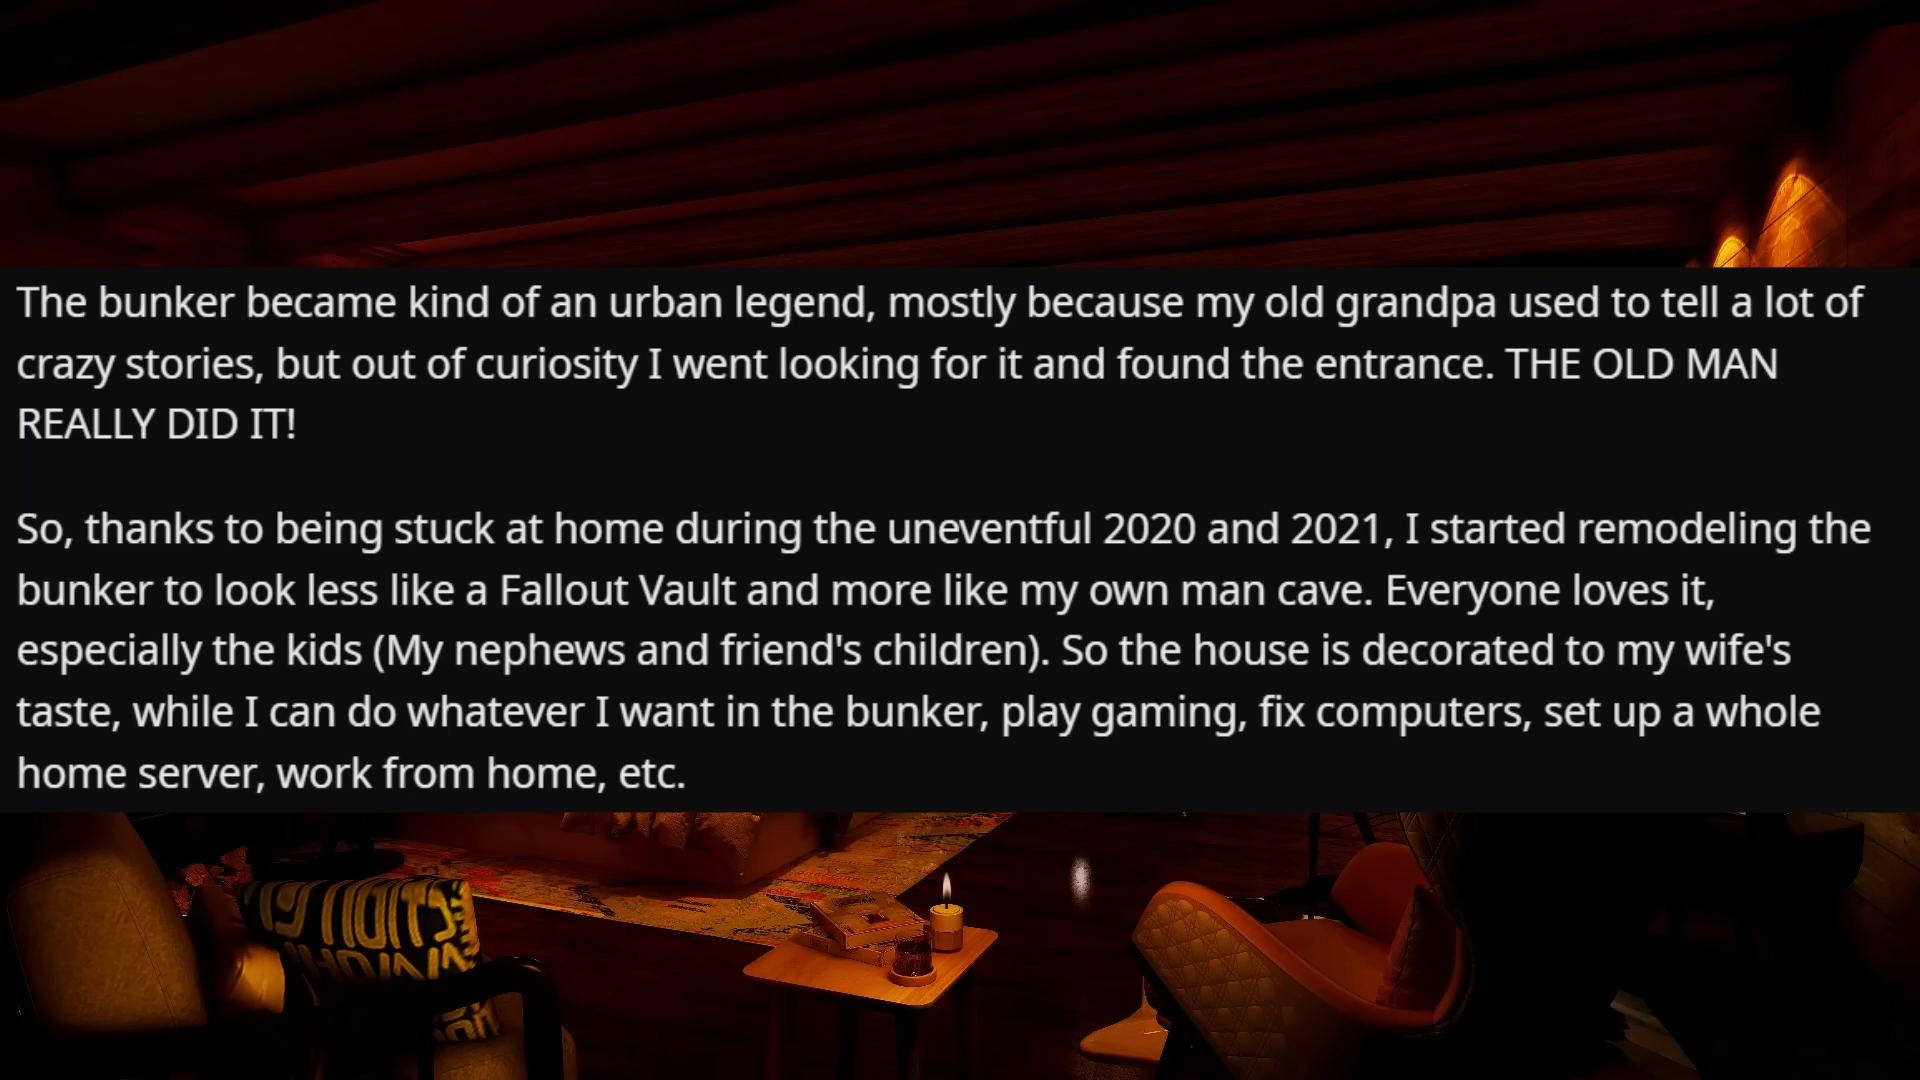 The bunker became kind of an urban legend, mostly because my old grandpa used to tell a lot of
crazy stories, but out of curiosity I went looking for it and found the entrance. THE OLD MAN
REALLY DID IT!
So, thanks to being stuck at home during the uneventful 2020 and 2021, I started remodeling the
bunker to look less like a Fallout Vault and more like my own man cave. Everyone loves it,
especially the kids (My nephews and friend's children). So the house is decorated to my wife's
taste, while I can do whatever I want in the bunker, play gaming, fix computers, set up a whole
home server, work from home, etc.